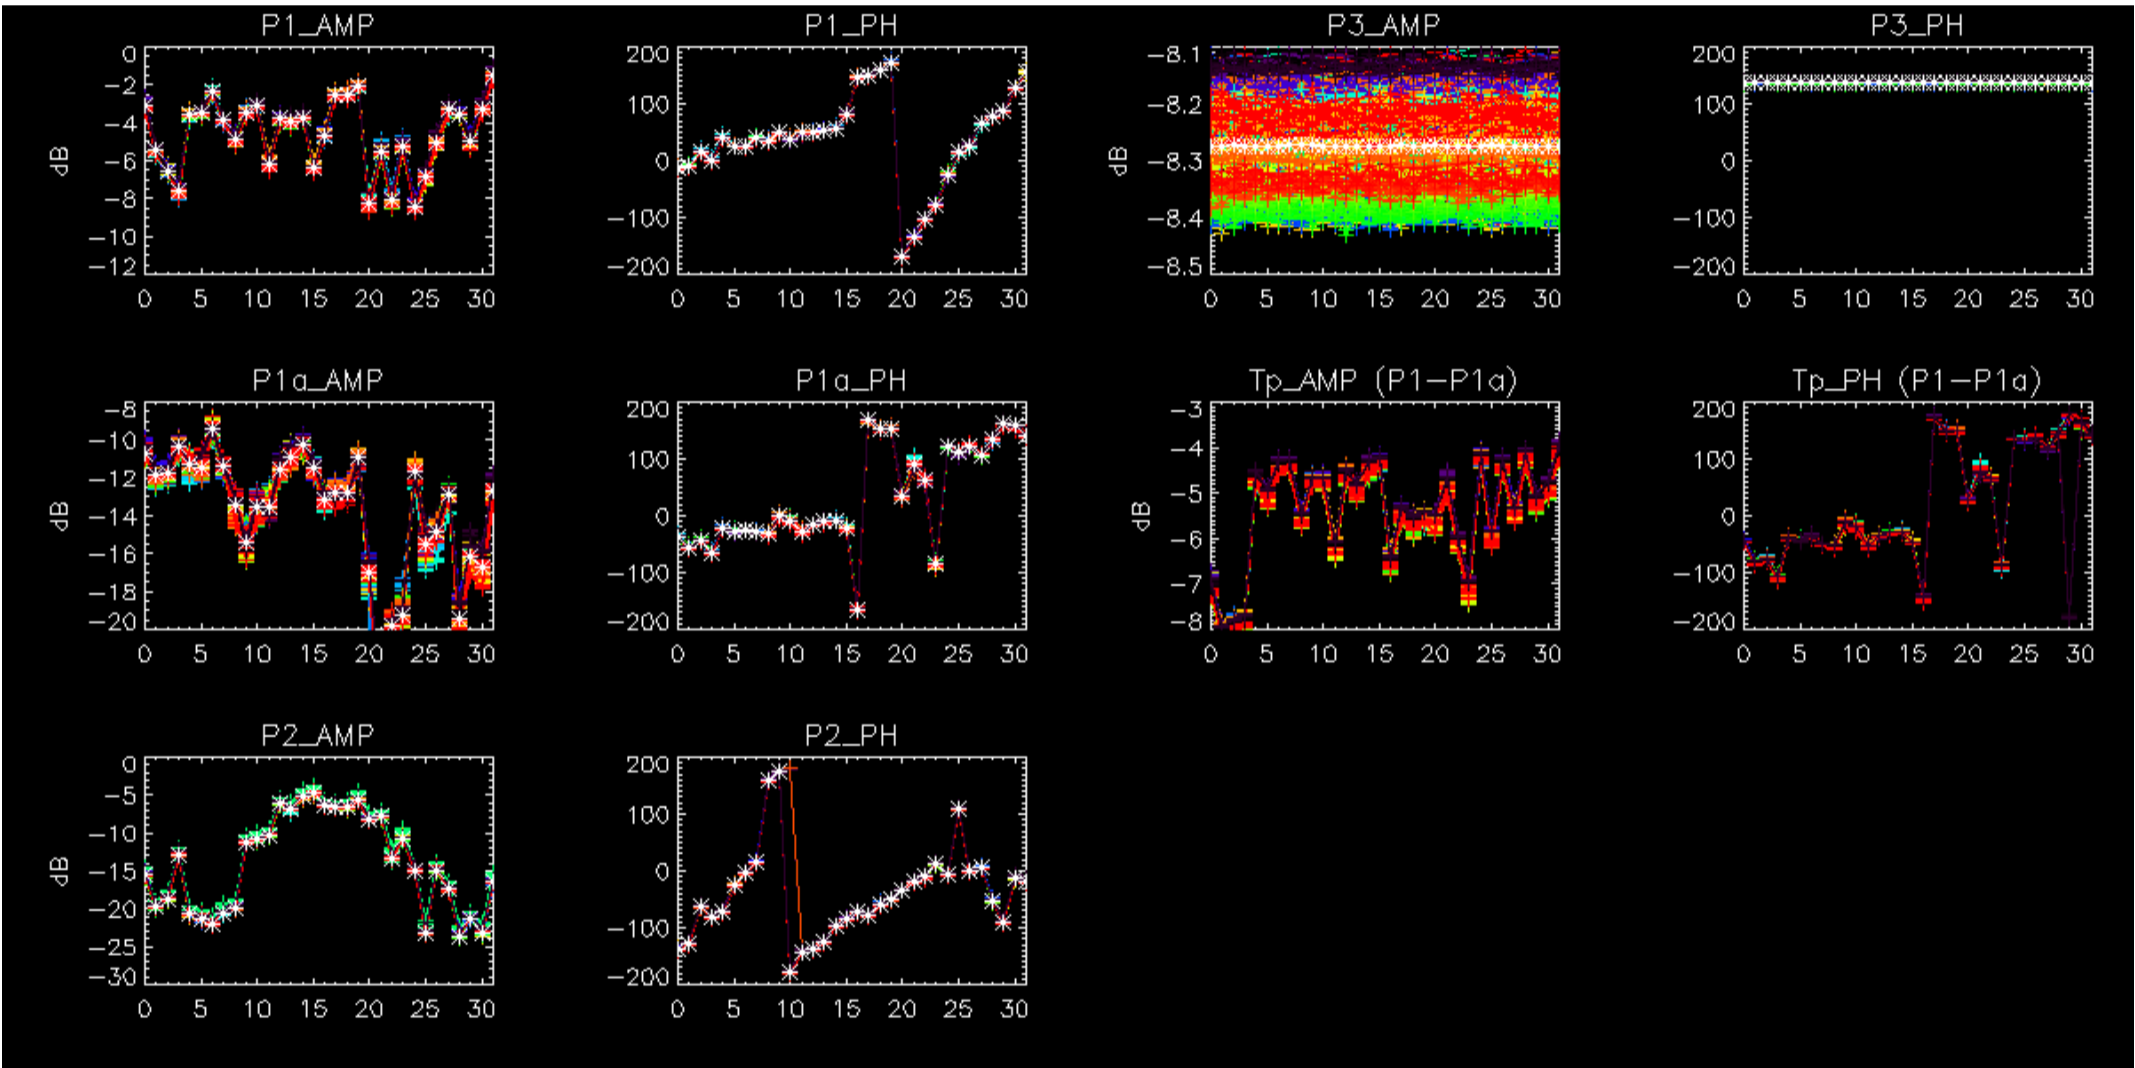 P1_AMP P1_PH P3_AMP P3_PH
0 200 -8.1 200
-2 100 -8.2 100
-4 0 -8.3 0
-6 -100 -8.4 -100
-8 -200 -8.5 -200
-10
-12
dB dB
0 5 10 15 20 25 30 0 5 10 15 20 25 30 0 5 10 15 20 25 30 0 5 10 15 20 25 30
P1a_AMP P1a_PH Tp_AMP (P1-P1a) Tp_PH (P1-P1a)
-8 200 -3 200
-10 100 -4 100
-12 0 -5 0
-14 -100 -6 -100
-16 -200 -7 -200
-18 -8
-20
dB dB
0 5 10 15 20 25 30 0 5 10 15 20 25 30 0 5 10 15 20 25 30 0 5 10 15 20 25 30
P2_AMP P2_PH
0 200
-5 100
-10 0
-15 -100
-20 -200
-25
-30
dB
0 5 10 15 20 25 30 0 5 10 15 20 25 30